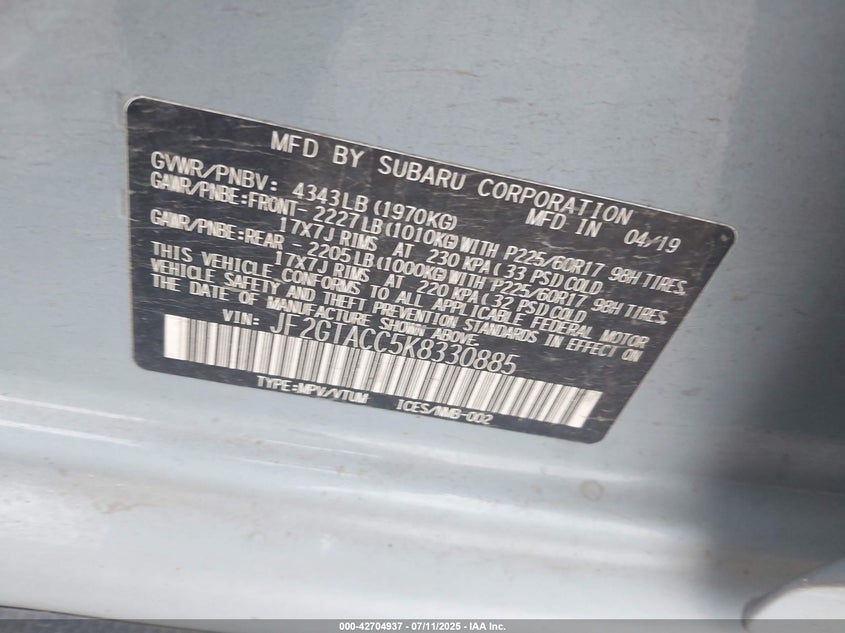 MFD BY SUBARU CORPORATION
GVWR/PNBV: 4343LB (1970KG) MFD IN 04/19
GAWR/PNBE:FRONT- 2227LB(1010KG)WITH P225/60R17 98H TIRES,
17X7J RIMS AT 230 KPA( 33 PSI)COLD
GAWR/PNBE:REAR - 2205LB(1000KG)WITH P225/60R17 98H TIRES,
17X7J RIMS AT 220 KPA( 32 PSI)COLD
THIS VEHICLE CONFORMS TO ALL APPLICABLE FEDERAL MOTOR
VEHICLE SAFETY AND THEFT PREVENTION STANDARDS IN EFFECT ON
THE DATE OF MANUFACTURE SHOWN ABOVE.
VIN: JF2GTACC5K8330885
TYPE:MPV/VTUM ICES/NMB-002
000-42704937 - 07/11/2025 - IAA Inc.